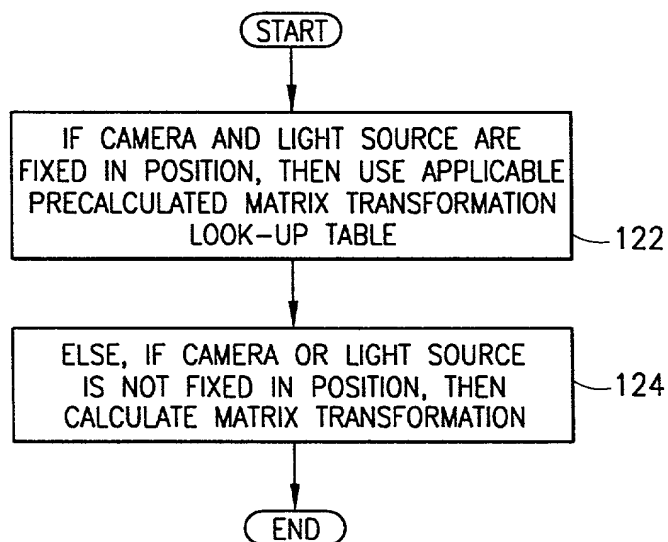 START
IF CAMERA AND LIGHT SOURCE ARE
FIXED IN POSITION, THEN USE APPLICABLE
PRECALCULATED MATRIX TRANSFORMATION
LOOK-UP TABLE
122
ELSE, IF CAMERA OR LIGHT SOURCE
IS NOT FIXED IN POSITION, THEN
CALCULATE MATRIX TRANSFORMATION
124
END